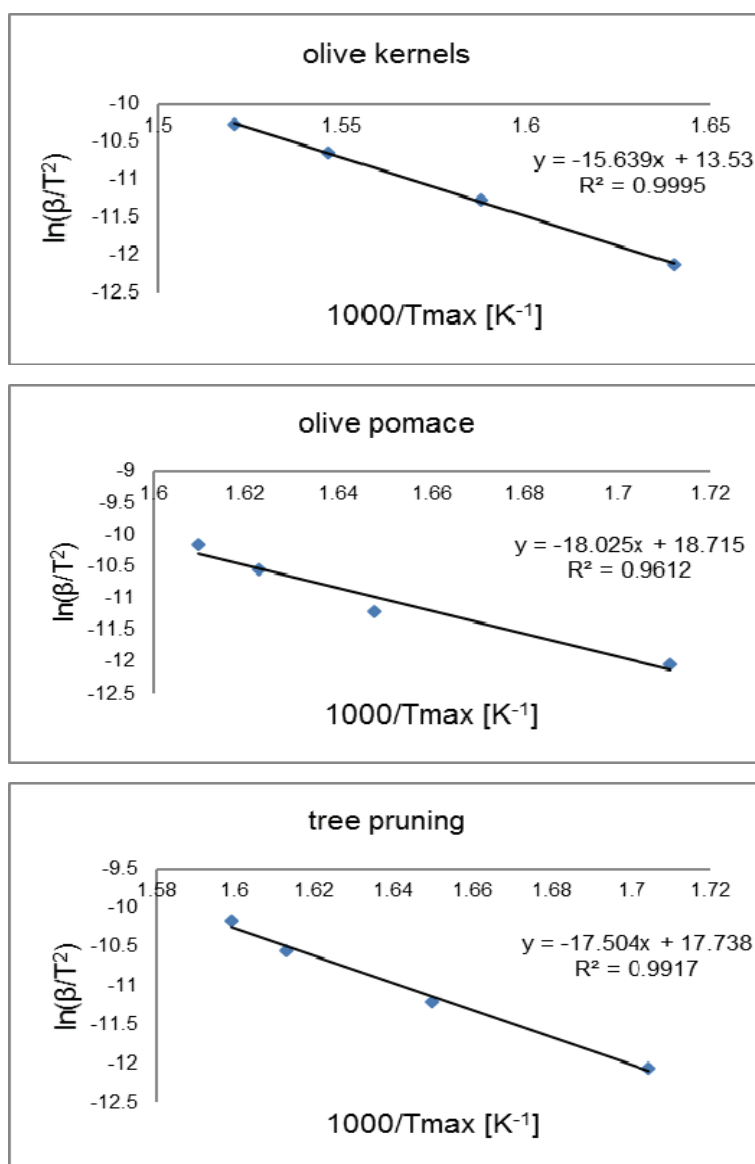 olive kernels
-10
1.5 1.55 1.6 1.65
-10.5
y = -15.639x + 13.53
R² = 0.9995
-11
-11.5
-12
-12.5
ln(β/T²)
1000/Tmax [K⁻¹]
olive pomace
-9
1.6 1.62 1.64 1.66 1.68 1.7 1.72
-9.5
-10
y = -18.025x + 18.715
R² = 0.9612
-10.5
-11
-11.5
-12
-12.5
ln(β/T²)
1000/Tmax [K⁻¹]
tree pruning
-9.5
1.58 1.6 1.62 1.64 1.66 1.68 1.7 1.72
-10
-10.5
y = -17.504x + 17.738
R² = 0.9917
-11
-11.5
-12
-12.5
ln(β/T²)
1000/Tmax [K⁻¹]